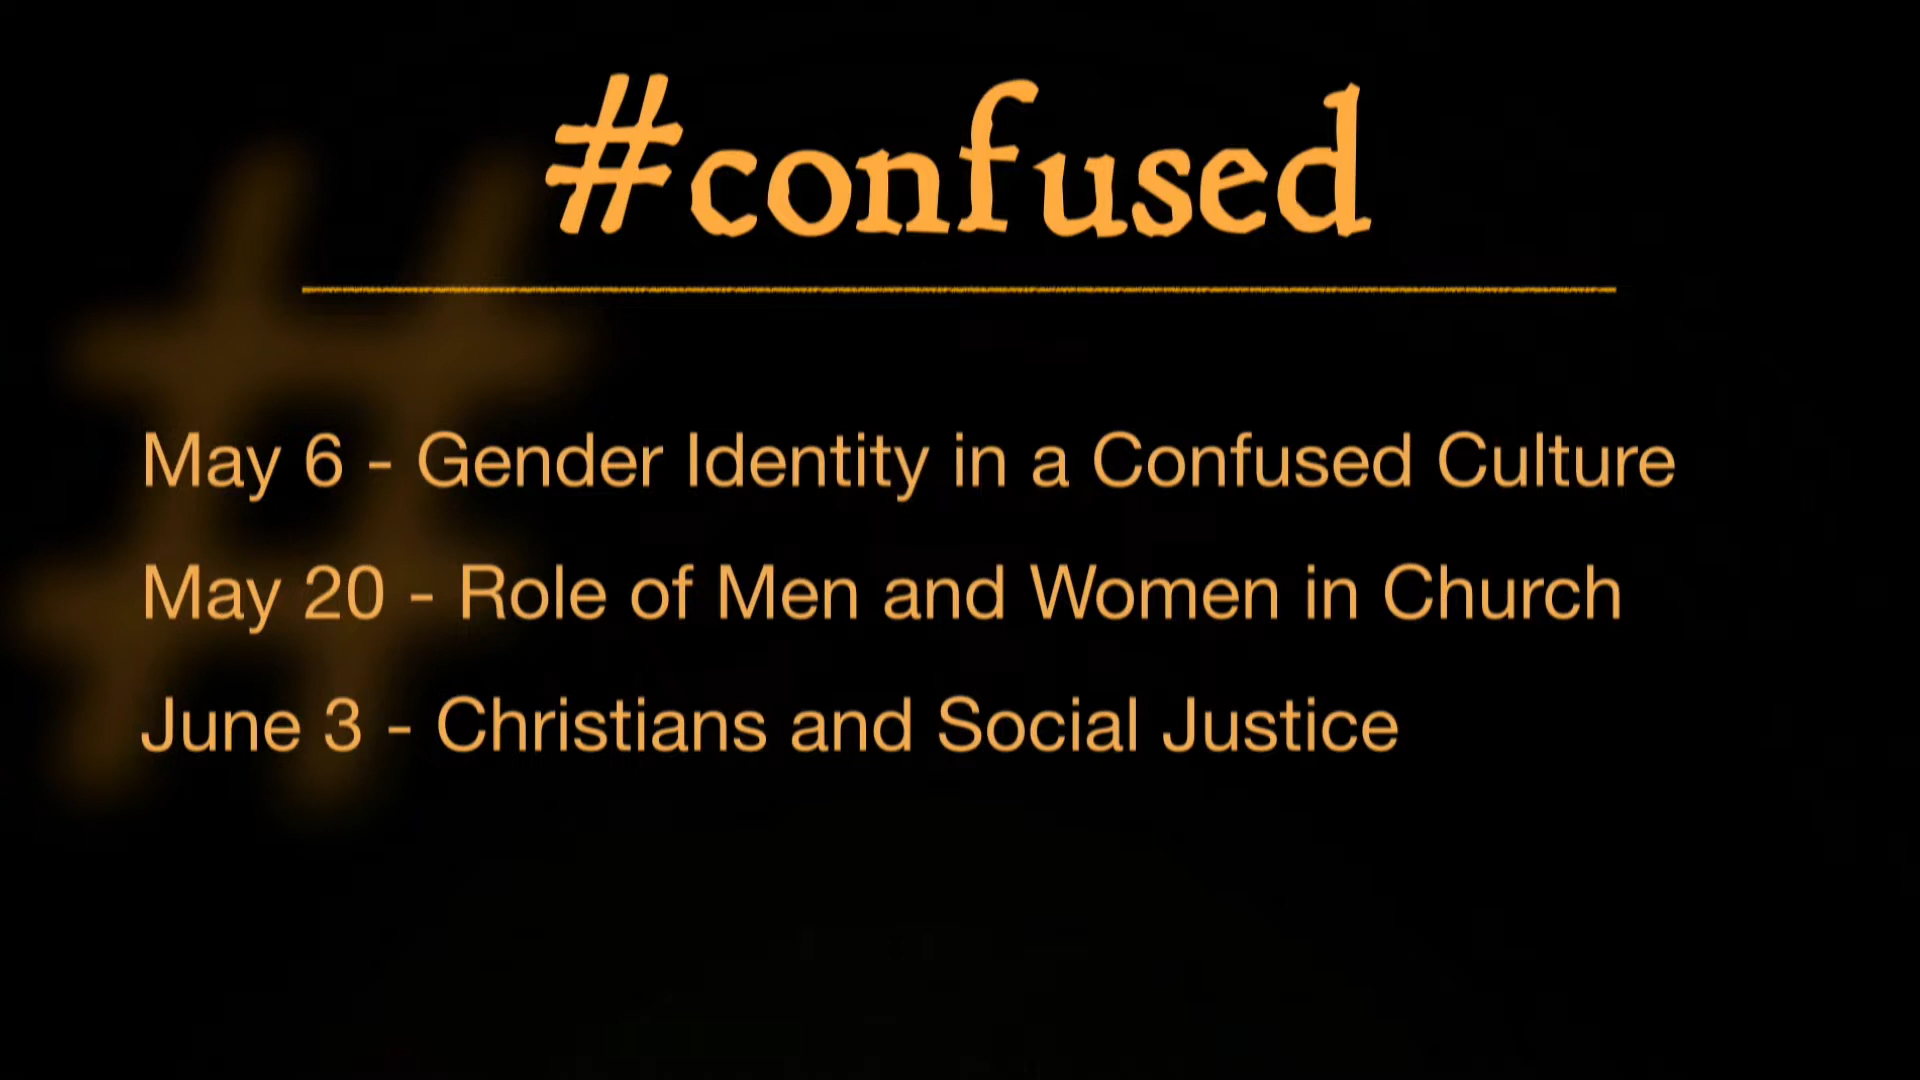 #confused
May 6 - Gender Identity in a Confused Culture
May 20 - Role of Men and Women in Church
June 3 - Christians and Social Justice